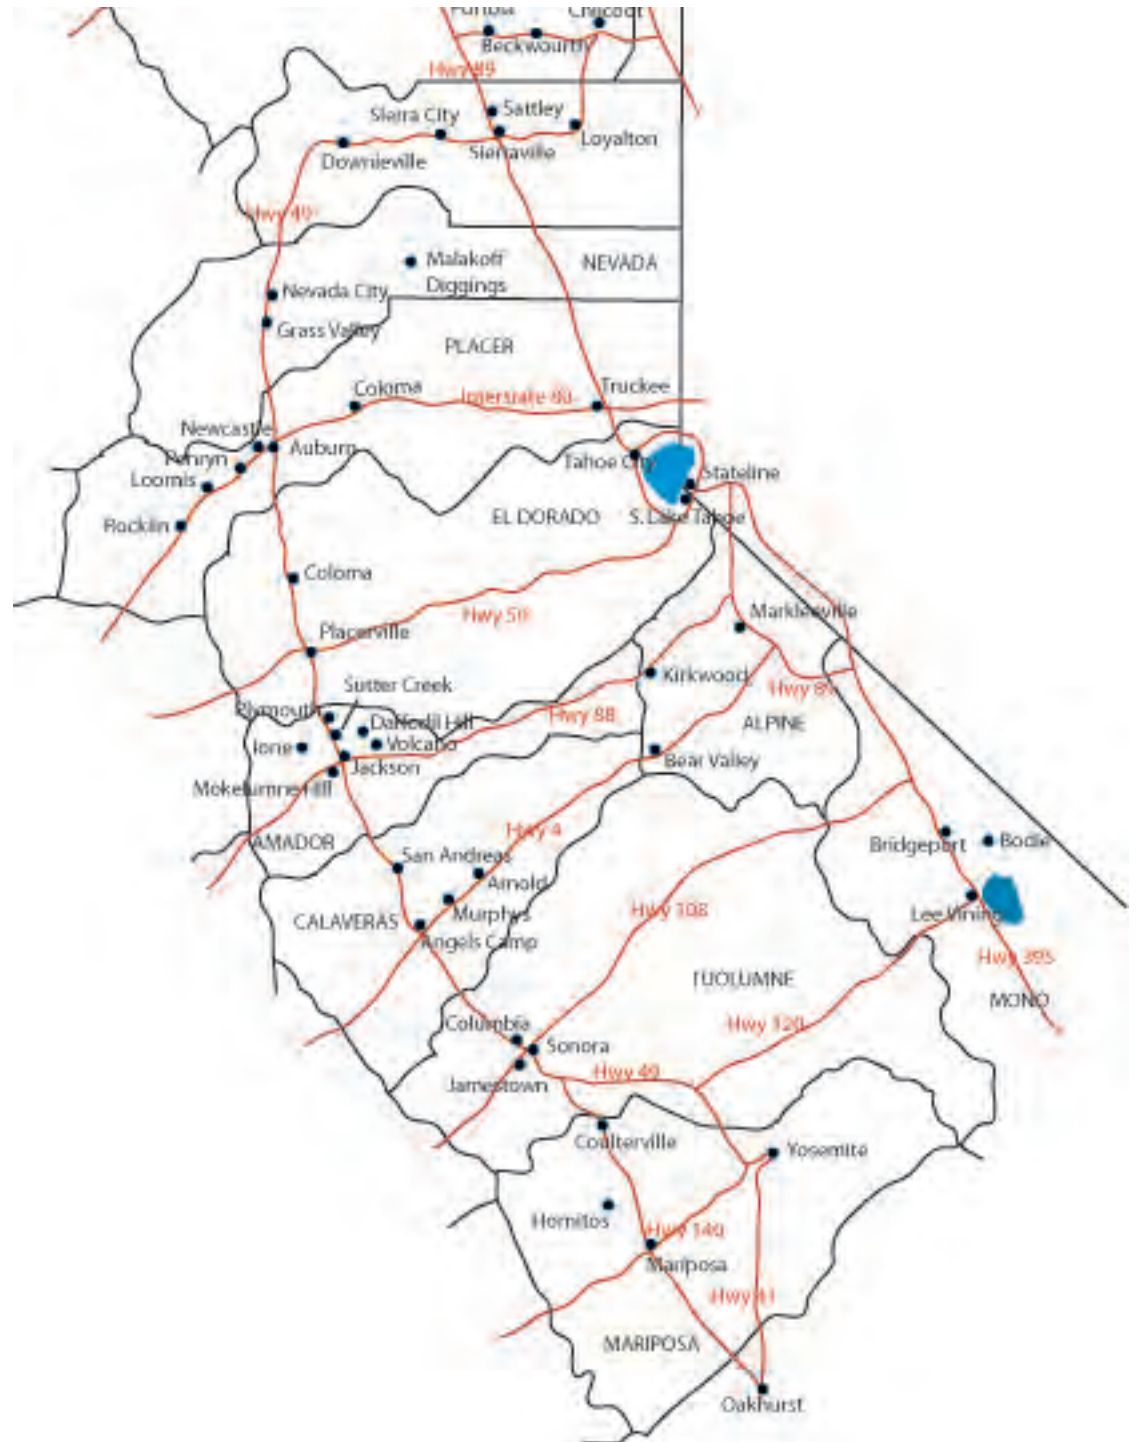 Portola
Chilcoot
Beckwourth
Hwy 89
Sattley
Sierra City
Loyalton
Sierraville
Downieville
Hwy 49
Malakoff
Diggings
NEVADA
Nevada City
Grass Valley
PLACER
Coloma
Interstate 80
Truckee
Newcastle
Auburn
Penryn
Tahoe City
Stateline
Loomis
Rocklin
EL DORADO
S. Lake Tahoe
Coloma
Hwy 50
Markleeville
Placerville
Kirkwood
Sutter Creek
Hwy 89
Plymouth
Daffodil Hill
Hwy 88
ALPINE
Ione
Volcano
Jackson
Bear Valley
Mokelumne Hill
Hwy 4
AMADOR
Bridgeport
Bodie
San Andreas
Arnold
Murphys
Hwy 108
Lee Vining
CALAVERAS
Angels Camp
Hwy 395
TUOLUMNE
MONO
Columbia
Hwy 120
Sonora
Hwy 49
Jamestown
Coulterville
Yosemite
Hornitos
Hwy 140
Mariposa
Hwy 41
MARIPOSA
Oakhurst